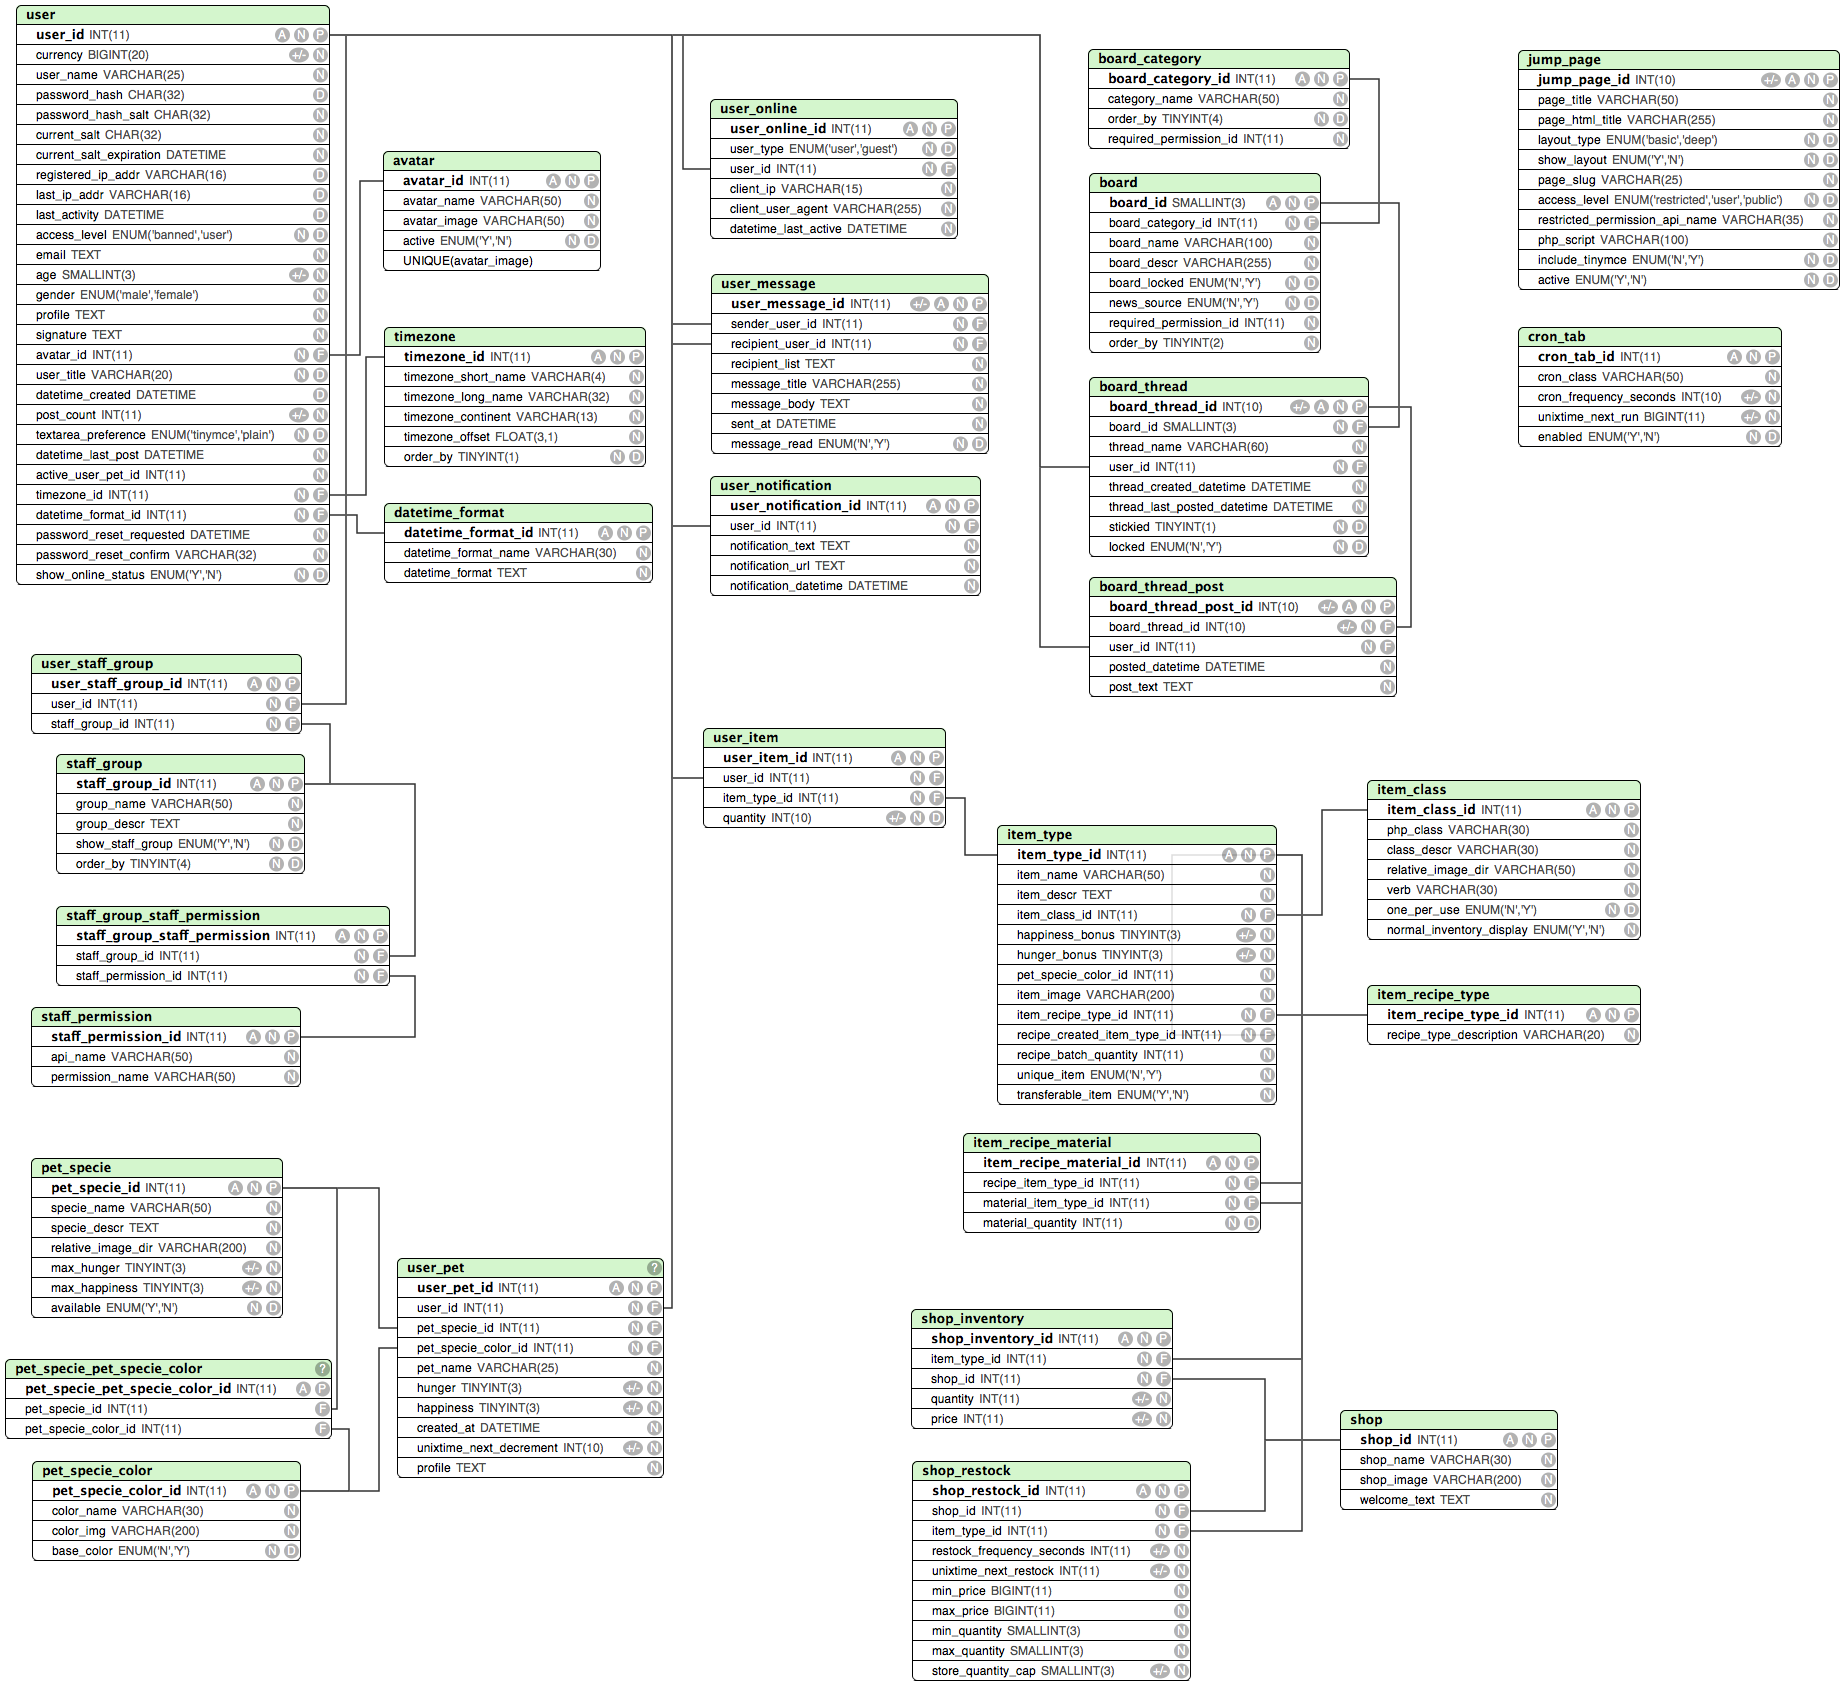 user
user_id INT(11) A N P
currency BIGINT(20) +/- N
user_name VARCHAR(25) N
password_hash CHAR(32) D
password_hash_salt CHAR(32) N
current_salt CHAR(32) N
current_salt_expiration DATETIME N
registered_ip_addr VARCHAR(16) D
last_ip_addr VARCHAR(16) D
last_activity DATETIME D
access_level ENUM('banned','user') N D
email TEXT N
age SMALLINT(3) +/- N
gender ENUM('male','female') N
profile TEXT N
signature TEXT N
avatar_id INT(11) N F
user_title VARCHAR(20) N D
datetime_created DATETIME D
post_count INT(11) +/- N
textarea_preference ENUM('tinymce','plain') N D
datetime_last_post DATETIME N
active_user_pet_id INT(11) N
timezone_id INT(11) N F
datetime_format_id INT(11) N F
password_reset_requested DATETIME N
password_reset_confirm VARCHAR(32) N
show_online_status ENUM('Y','N') N D
avatar
avatar_id INT(11) A N P
avatar_name VARCHAR(50) N
avatar_image VARCHAR(50) N
active ENUM('Y','N') N D
UNIQUE(avatar_image)
timezone
timezone_id INT(11) A N P
timezone_short_name VARCHAR(4) N
timezone_long_name VARCHAR(32) N
timezone_continent VARCHAR(13) N
timezone_offset FLOAT(3,1) N
order_by TINYINT(1) N D
datetime_format
datetime_format_id INT(11) A N P
datetime_format_name VARCHAR(30) N
datetime_format TEXT N
user_online
user_online_id INT(11) A N P
user_type ENUM('user','guest') N D
user_id INT(11) N F
client_ip VARCHAR(15) N
client_user_agent VARCHAR(255) N
datetime_last_active DATETIME N
user_message
user_message_id INT(11) +/- A N P
sender_user_id INT(11) N F
recipient_user_id INT(11) N F
recipient_list TEXT N
message_title VARCHAR(255) N
message_body TEXT N
sent_at DATETIME N
message_read ENUM('N','Y') N D
user_notification
user_notification_id INT(11) A N P
user_id INT(11) N F
notification_text TEXT N
notification_url TEXT N
notification_datetime DATETIME N
board_category
board_category_id INT(11) A N P
category_name VARCHAR(50) N
order_by TINYINT(4) N D
required_permission_id INT(11) N
board
board_id SMALLINT(3) A N P
board_category_id INT(11) N F
board_name VARCHAR(100) N
board_descr VARCHAR(255) N
board_locked ENUM('N','Y') N D
news_source ENUM('N','Y') N D
required_permission_id INT(11) N
order_by TINYINT(2) N
board_thread
board_thread_id INT(10) +/- A N P
board_id SMALLINT(3) N F
thread_name VARCHAR(60) N
user_id INT(11) N F
thread_created_datetime DATETIME N
thread_last_posted_datetime DATETIME N
stickied TINYINT(1) N D
locked ENUM('N','Y') N D
board_thread_post
board_thread_post_id INT(10) +/- A N P
board_thread_id INT(10) +/- N F
user_id INT(11) N F
posted_datetime DATETIME N
post_text TEXT N
jump_page
jump_page_id INT(10) +/- A N P
page_title VARCHAR(50) N
page_html_title VARCHAR(255) N
layout_type ENUM('basic','deep') N D
show_layout ENUM('Y','N') N D
page_slug VARCHAR(25) N
access_level ENUM('restricted','user','public') N D
restricted_permission_api_name VARCHAR(35) N
php_script VARCHAR(100) N
include_tinymce ENUM('N','Y') N D
active ENUM('Y','N') N D
cron_tab
cron_tab_id INT(11) A N P
cron_class VARCHAR(50) N
cron_frequency_seconds INT(10) +/- N
unixtime_next_run BIGINT(11) +/- N
enabled ENUM('Y','N') N D
user_staff_group
user_staff_group_id INT(11) A N P
user_id INT(11) N F
staff_group_id INT(11) N F
staff_group
staff_group_id INT(11) A N P
group_name VARCHAR(50) N
group_descr TEXT N
show_staff_group ENUM('Y','N') N D
order_by TINYINT(4) N D
staff_group_staff_permission
staff_group_staff_permission INT(11) A N P
staff_group_id INT(11) N F
staff_permission_id INT(11) N F
staff_permission
staff_permission_id INT(11) A N P
api_name VARCHAR(50) N
permission_name VARCHAR(50) N
user_item
user_item_id INT(11) A N P
user_id INT(11) N F
item_type_id INT(11) N F
quantity INT(10) +/- N D
item_type
item_type_id INT(11) A N P
item_name VARCHAR(50) N
item_descr TEXT N
item_class_id INT(11) N F
happiness_bonus TINYINT(3) +/- N
hunger_bonus TINYINT(3) +/- N
pet_specie_color_id INT(11) N
item_image VARCHAR(200) N
item_recipe_type_id INT(11) N F
recipe_created_item_type_id INT(11) N F
recipe_batch_quantity INT(11) N
unique_item ENUM('N','Y') N
transferable_item ENUM('Y','N') N
item_class
item_class_id INT(11) A N P
php_class VARCHAR(30) N
class_descr VARCHAR(30) N
relative_image_dir VARCHAR(50) N
verb VARCHAR(30) N
one_per_use ENUM('N','Y') N D
normal_inventory_display ENUM('Y','N') N
item_recipe_type
item_recipe_type_id INT(11) A N P
recipe_type_description VARCHAR(20) N
item_recipe_material
item_recipe_material_id INT(11) A N P
recipe_item_type_id INT(11) N F
material_item_type_id INT(11) N F
material_quantity INT(11) N D
pet_specie
pet_specie_id INT(11) A N P
specie_name VARCHAR(50) N
specie_descr TEXT N
relative_image_dir VARCHAR(200) N
max_hunger TINYINT(3) +/- N
max_happiness TINYINT(3) +/- N
available ENUM('Y','N') N D
pet_specie_pet_specie_color ?
pet_specie_pet_specie_color_id INT(11) A P
pet_specie_id INT(11) F
pet_specie_color_id INT(11) F
pet_specie_color
pet_specie_color_id INT(11) A N P
color_name VARCHAR(30) N
color_img VARCHAR(200) N
base_color ENUM('N','Y') N D
user_pet ?
user_pet_id INT(11) A N P
user_id INT(11) N F
pet_specie_id INT(11) N F
pet_specie_color_id INT(11) N F
pet_name VARCHAR(25) N
hunger TINYINT(3) +/- N
happiness TINYINT(3) +/- N
created_at DATETIME N
unixtime_next_decrement INT(10) +/- N
profile TEXT N
shop_inventory
shop_inventory_id INT(11) A N P
item_type_id INT(11) N F
shop_id INT(11) N F
quantity INT(11) +/- N
price INT(11) +/- N
shop_restock
shop_restock_id INT(11) A N P
shop_id INT(11) N F
item_type_id INT(11) N F
restock_frequency_seconds INT(11) +/- N
unixtime_next_restock INT(11) +/- N
min_price BIGINT(11) N
max_price BIGINT(11) N
min_quantity SMALLINT(3) N
max_quantity SMALLINT(3) N
store_quantity_cap SMALLINT(3) +/- N
shop
shop_id INT(11) A N P
shop_name VARCHAR(30) N
shop_image VARCHAR(200) N
welcome_text TEXT N